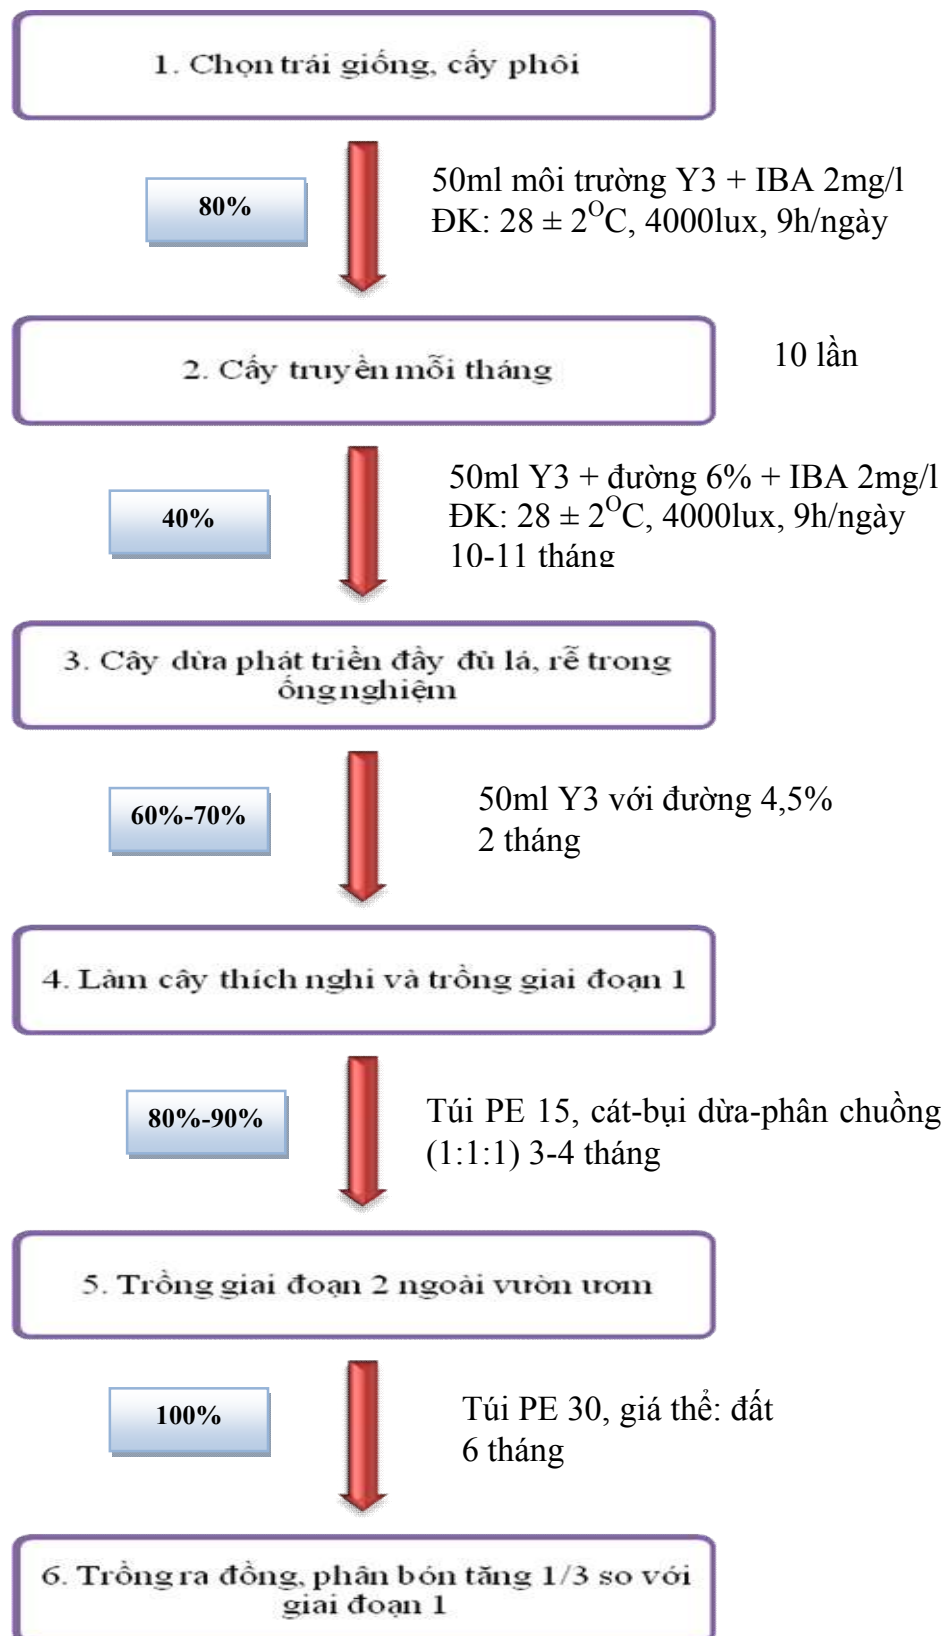 1. Chọn trái giống, cấy phôi
80%
50ml môi trường Y3 + IBA 2mg/l
ĐK: 28 ± 2^OC, 4000lux, 9h/ngày
2. Cấy truyền mỗi tháng
10 lần
40%
50ml Y3 + đường 6% + IBA 2mg/l
ĐK: 28 ± 2^OC, 4000lux, 9h/ngày
10-11 tháng
3. Cây dừa phát triển đầy đủ lá, rễ trong
ống nghiệm
60%-70%
50ml Y3 với đường 4,5%
2 tháng
4. Làm cây thích nghi và trồng giai đoạn 1
80%-90%
Túi PE 15, cát-bụi dừa-phân chuồng
(1:1:1) 3-4 tháng
5. Trồng giai đoạn 2 ngoài vườn ươm
100%
Túi PE 30, giá thể: đất
6 tháng
6. Trồng ra đồng, phân bón tăng 1/3 so với
giai đoạn 1